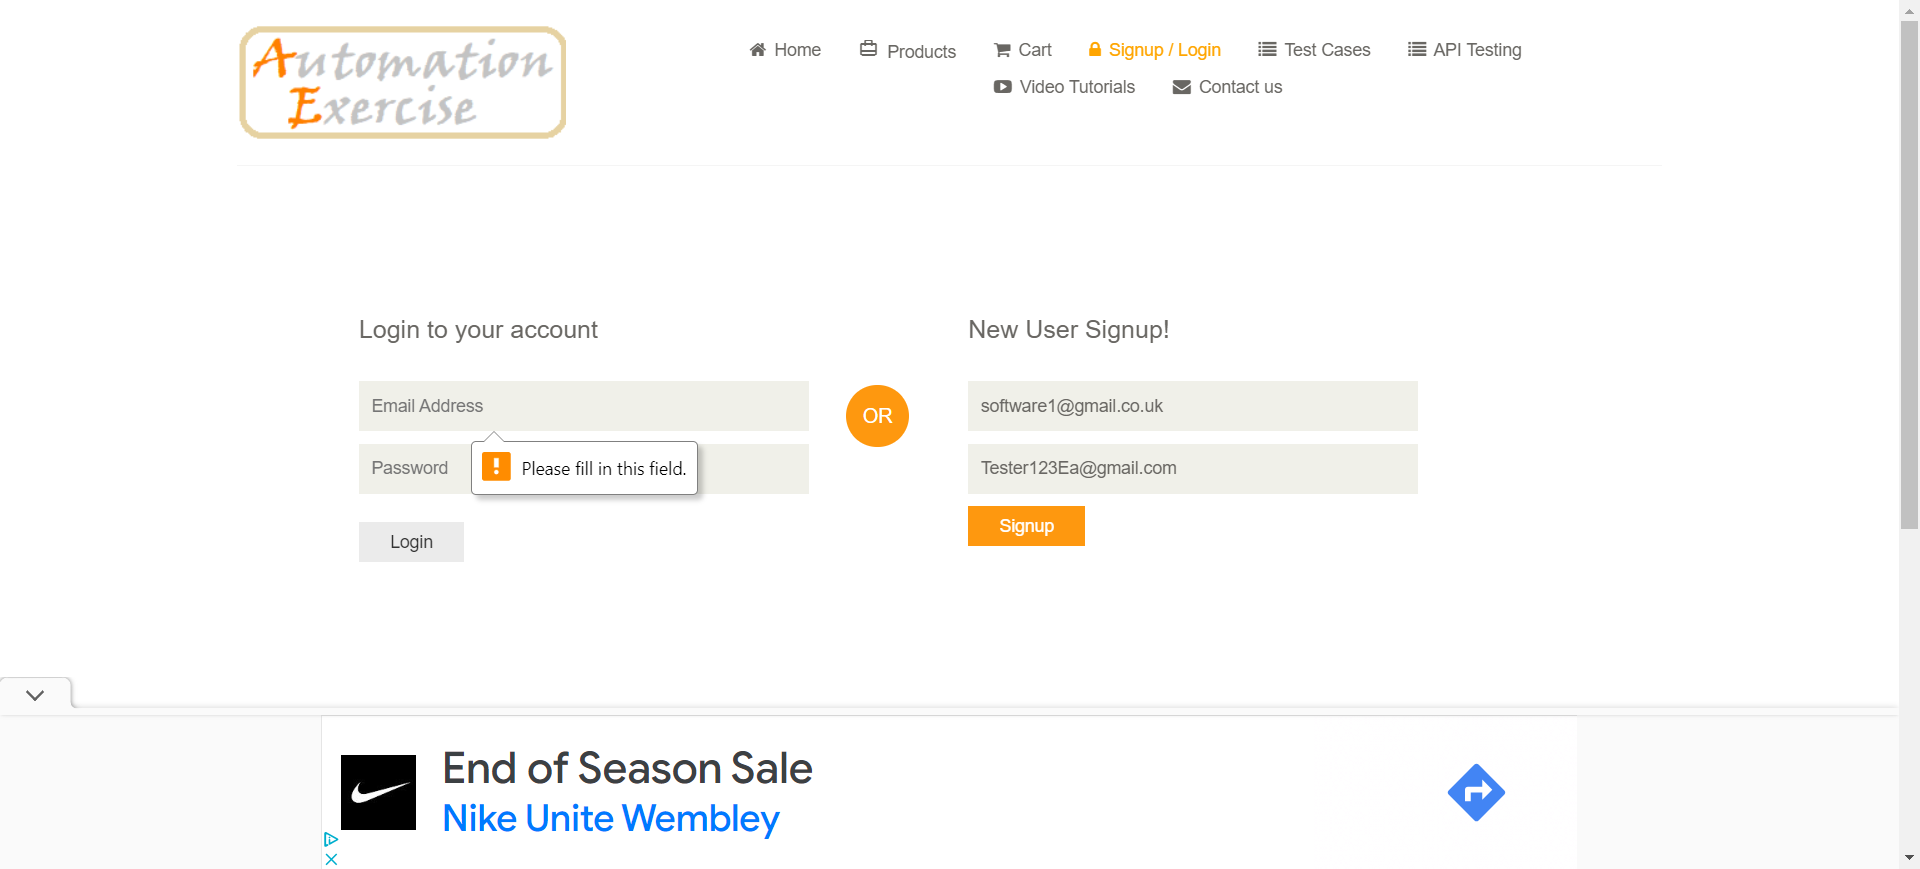 Automation
Exercise
Home
Products
Cart
Signup / Login
Test Cases
API Testing
Video Tutorials
Contact us
Login to your account
Email Address
Password
Please fill in this field.
Login
OR
New User Signup!
software1@gmail.co.uk
Tester123Ea@gmail.com
Signup
End of Season Sale
Nike Unite Wembley